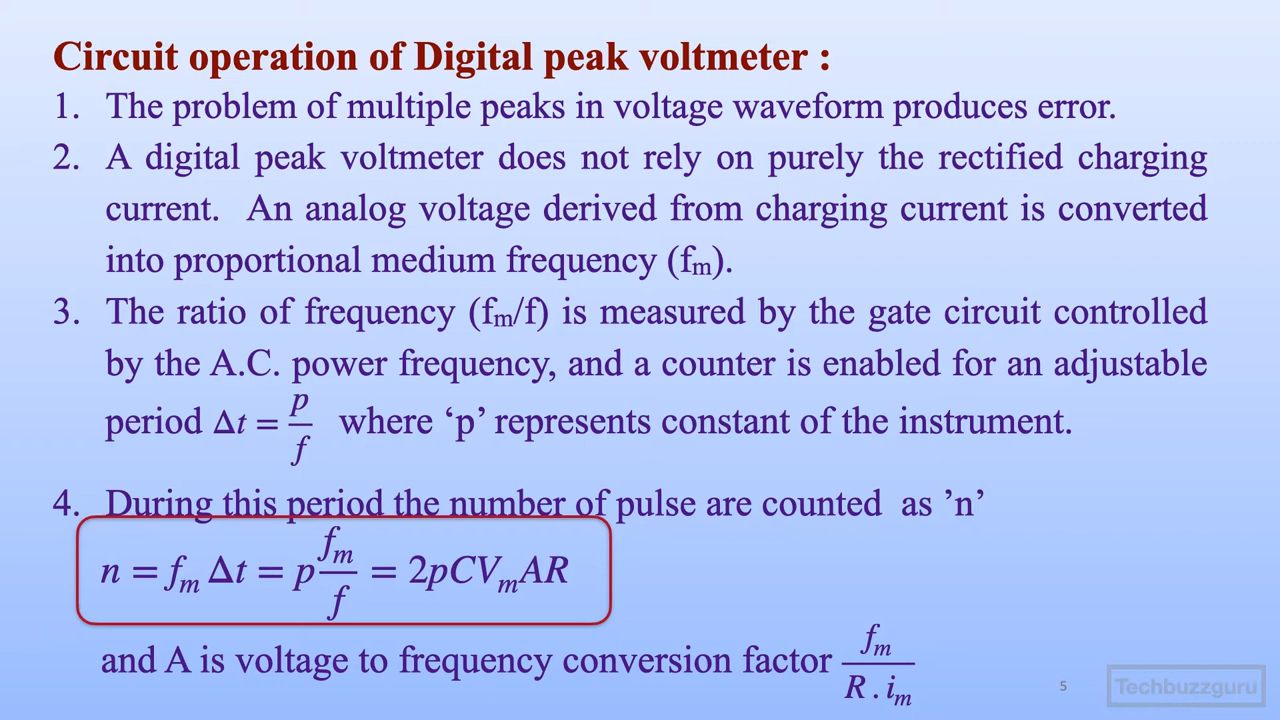 Circuit operation of Digital peak voltmeter :
1. The problem of multiple peaks in voltage waveform produces error.
2. A digital peak voltmeter does not rely on purely the rectified charging
current. An analog voltage derived from charging current is converted
into proportional medium frequency (fₘ).
3. The ratio of frequency (fₘ/f) is measured by the gate circuit controlled
by the A.C. power frequency, and a counter is enabled for an adjustable
period Δt = p/f where ‘p’ represents constant of the instrument.
4. During this period the number of pulse are counted as ’n’
n = fₘ Δt = p fₘ/f = 2pCVₘAR
and A is voltage to frequency conversion factor fₘ/(R . iₘ)
5
Techbuzzguru